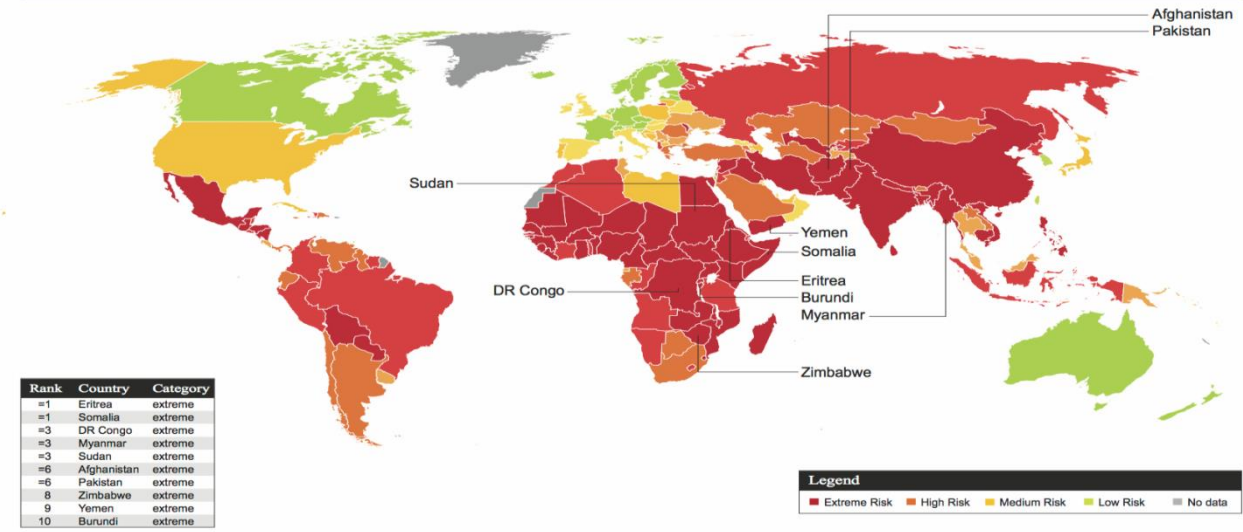 Afghanistan
Pakistan
Sudan
Yemen
Somalia
Eritrea
DR Congo
Burundi
Myanmar
Zimbabwe
Rank Country Category
=1 Eritrea extreme
=1 Somalia extreme
=3 DR Congo extreme
=3 Myanmar extreme
=3 Sudan extreme
=6 Afghanistan extreme
=6 Pakistan extreme
8 Zimbabwe extreme
9 Yemen extreme
10 Burundi extreme
Legend
Extreme Risk High Risk Medium Risk Low Risk No data